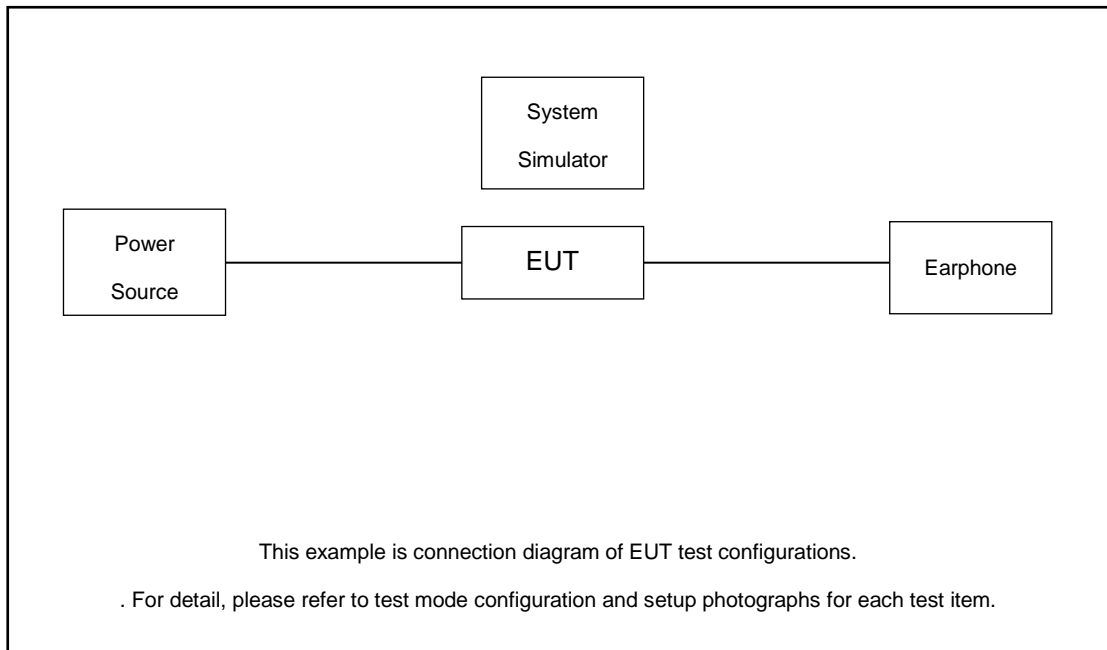 System
Simulator
Power
Source
EUT
Earphone
This example is connection diagram of EUT test configurations.
. For detail, please refer to test mode configuration and setup photographs for each test item.